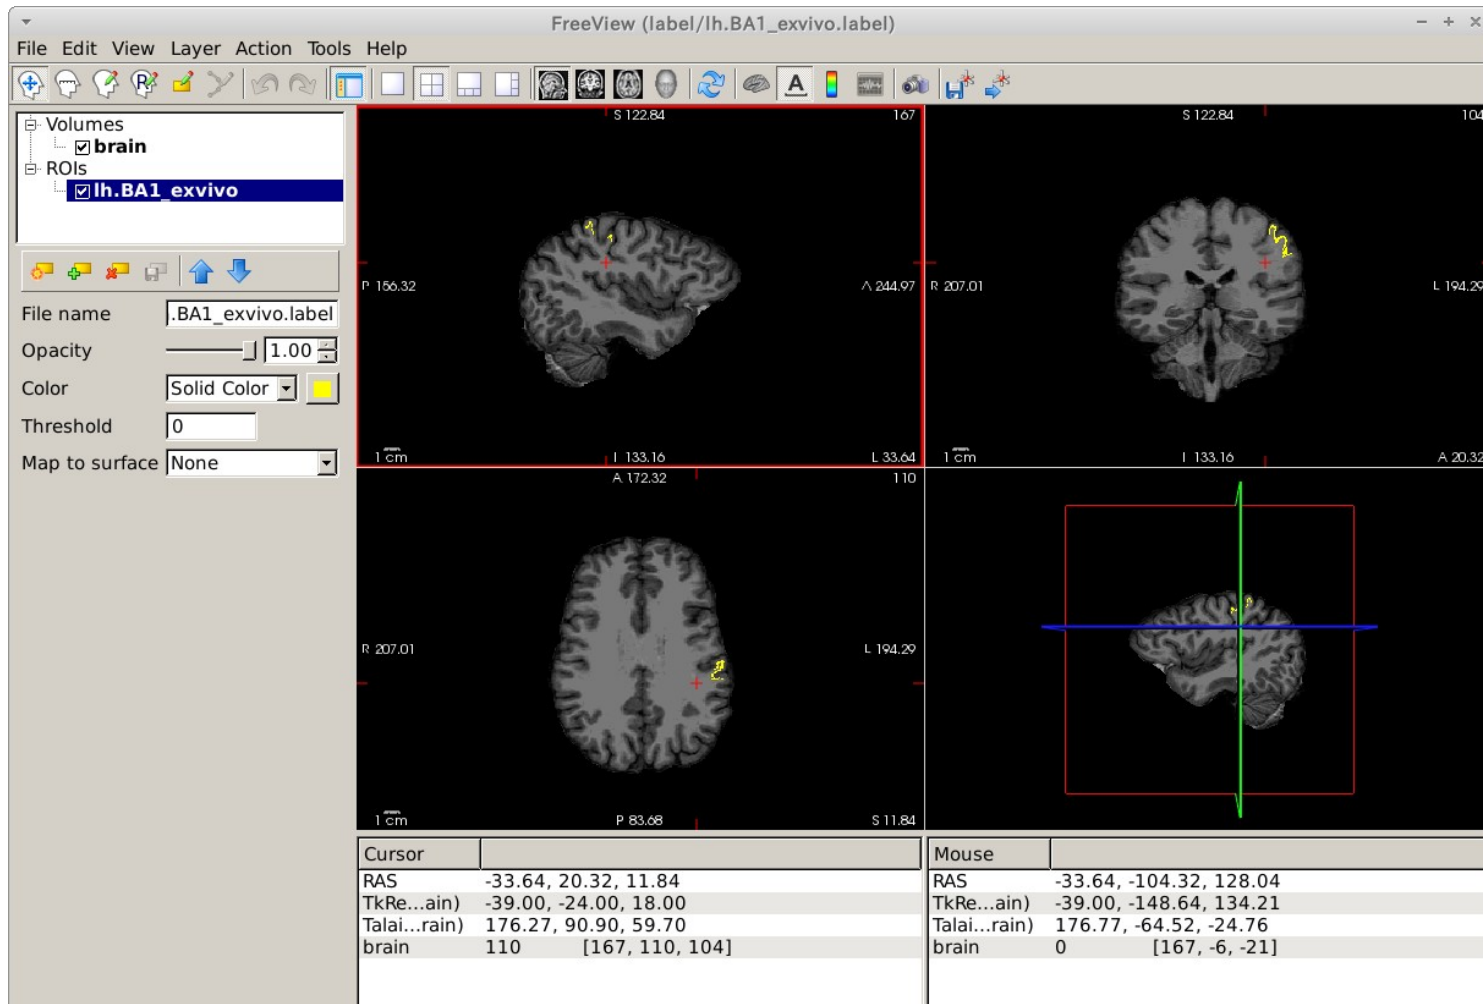 FreeView (label/lh.BA1_exvivo.label)
File Edit View Layer Action Tools Help
Volumes
brain
ROIs
lh.BA1_exvivo
File name .BA1_exvivo.label
Opacity 1.00
Color Solid Color
Threshold 0
Map to surface None
S 122.84 167
P 156.32 A 244.97
1 cm I 133.16 L 33.64
S 122.84 104
R 207.01 L 194.29
1 cm I 133.16 A 20.32
A 172.32 110
R 207.01 L 194.29
1 cm P 83.68 S 11.84
Cursor
RAS -33.64, 20.32, 11.84
TkRe...ain) -39.00, -24.00, 18.00
Talai...rain) 176.27, 90.90, 59.70
brain 110 [167, 110, 104]
Mouse
RAS -33.64, -104.32, 128.04
TkRe...ain) -39.00, -148.64, 134.21
Talai...rain) 176.77, -64.52, -24.76
brain 0 [167, -6, -21]